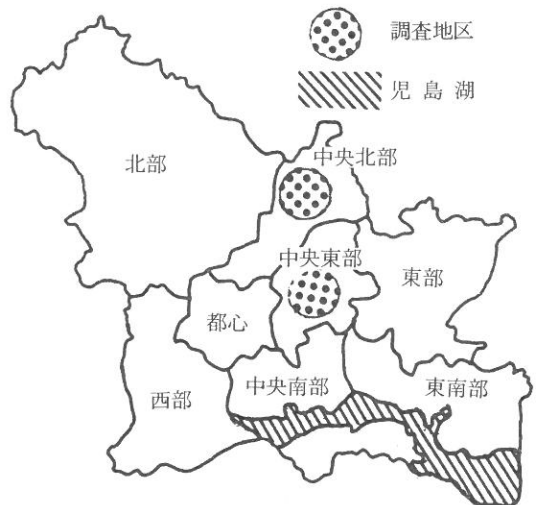 調査地区
児島湖
中央北部
北部
中央東部
東部
都心
中央南部
東南部
西部